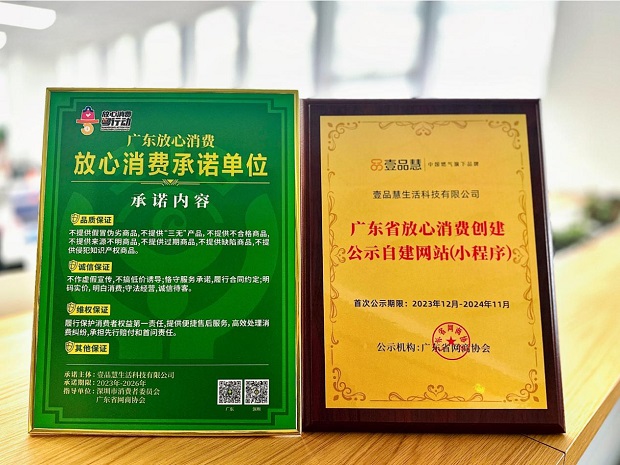 放心消费
粤行动
广东放心消费
放心消费承诺单位
承诺内容
品质保证
不提供假冒伪劣商品,不提供"三无"产品,不提供不合格商品,
不提供来源不明商品,不提供过期商品,不提供缺陷商品,不提
供侵犯知识产权商品。
诚信保证
不作虚假宣传,不搞低价诱导;恪守服务承诺,履行合同约定;明
码实价,明白消费;守法经营,诚信待客。
维权保证
履行保护消费者权益第一责任,提供便捷售后服务,高效处理消
费纠纷,承担先行赔付和首问责任。
其他保证
承诺主体:壹品慧生活科技有限公司
承诺期限:2023年-2026年
指导单位:深圳市消费者委员会
广东省网商协会
广东 深圳
壹品慧 中国燃气旗下品牌
壹品慧生活科技有限公司
广东省放心消费创建
公示自建网站(小程序)
首次公示期限:2023年12月-2024年11月
公示机构:广东省网商协会